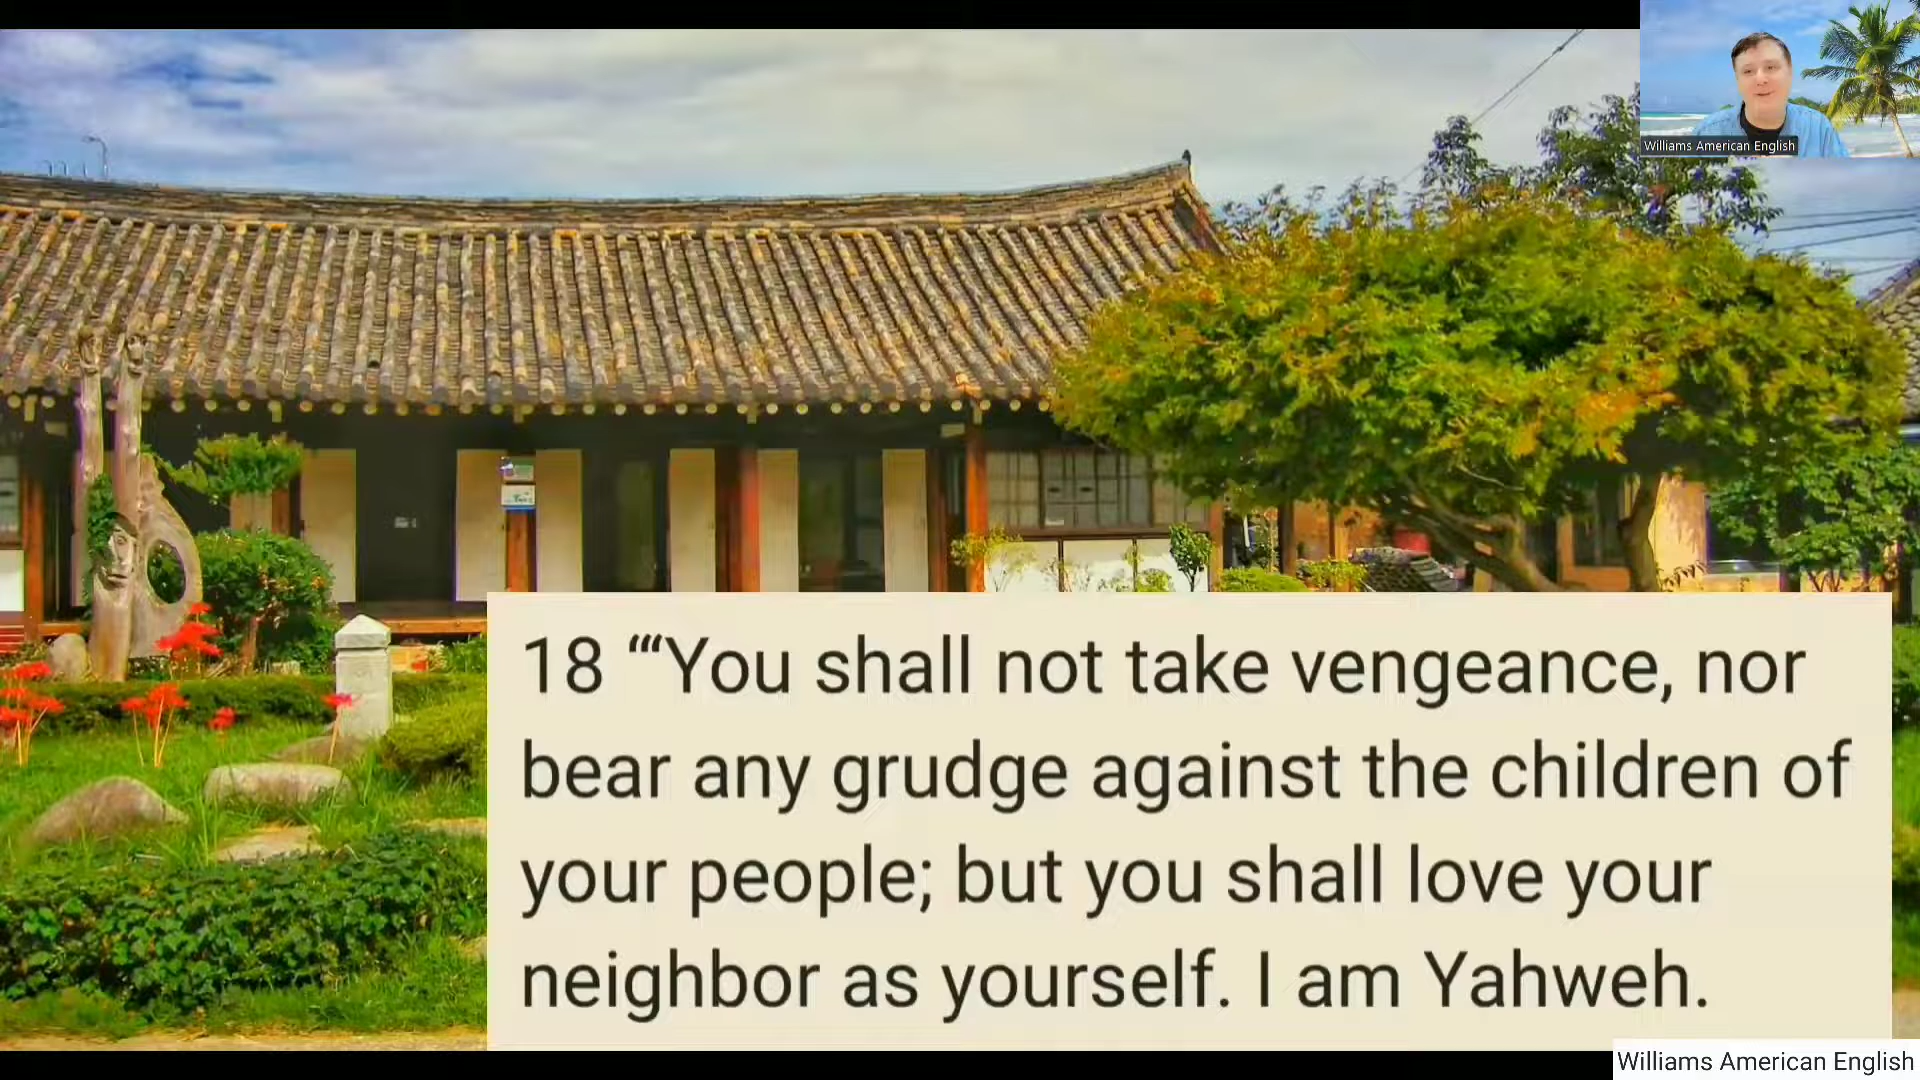 Williams American English
18 “‘You shall not take vengeance, nor
bear any grudge against the children of
your people; but you shall love your
neighbor as yourself. I am Yahweh.
Williams American English